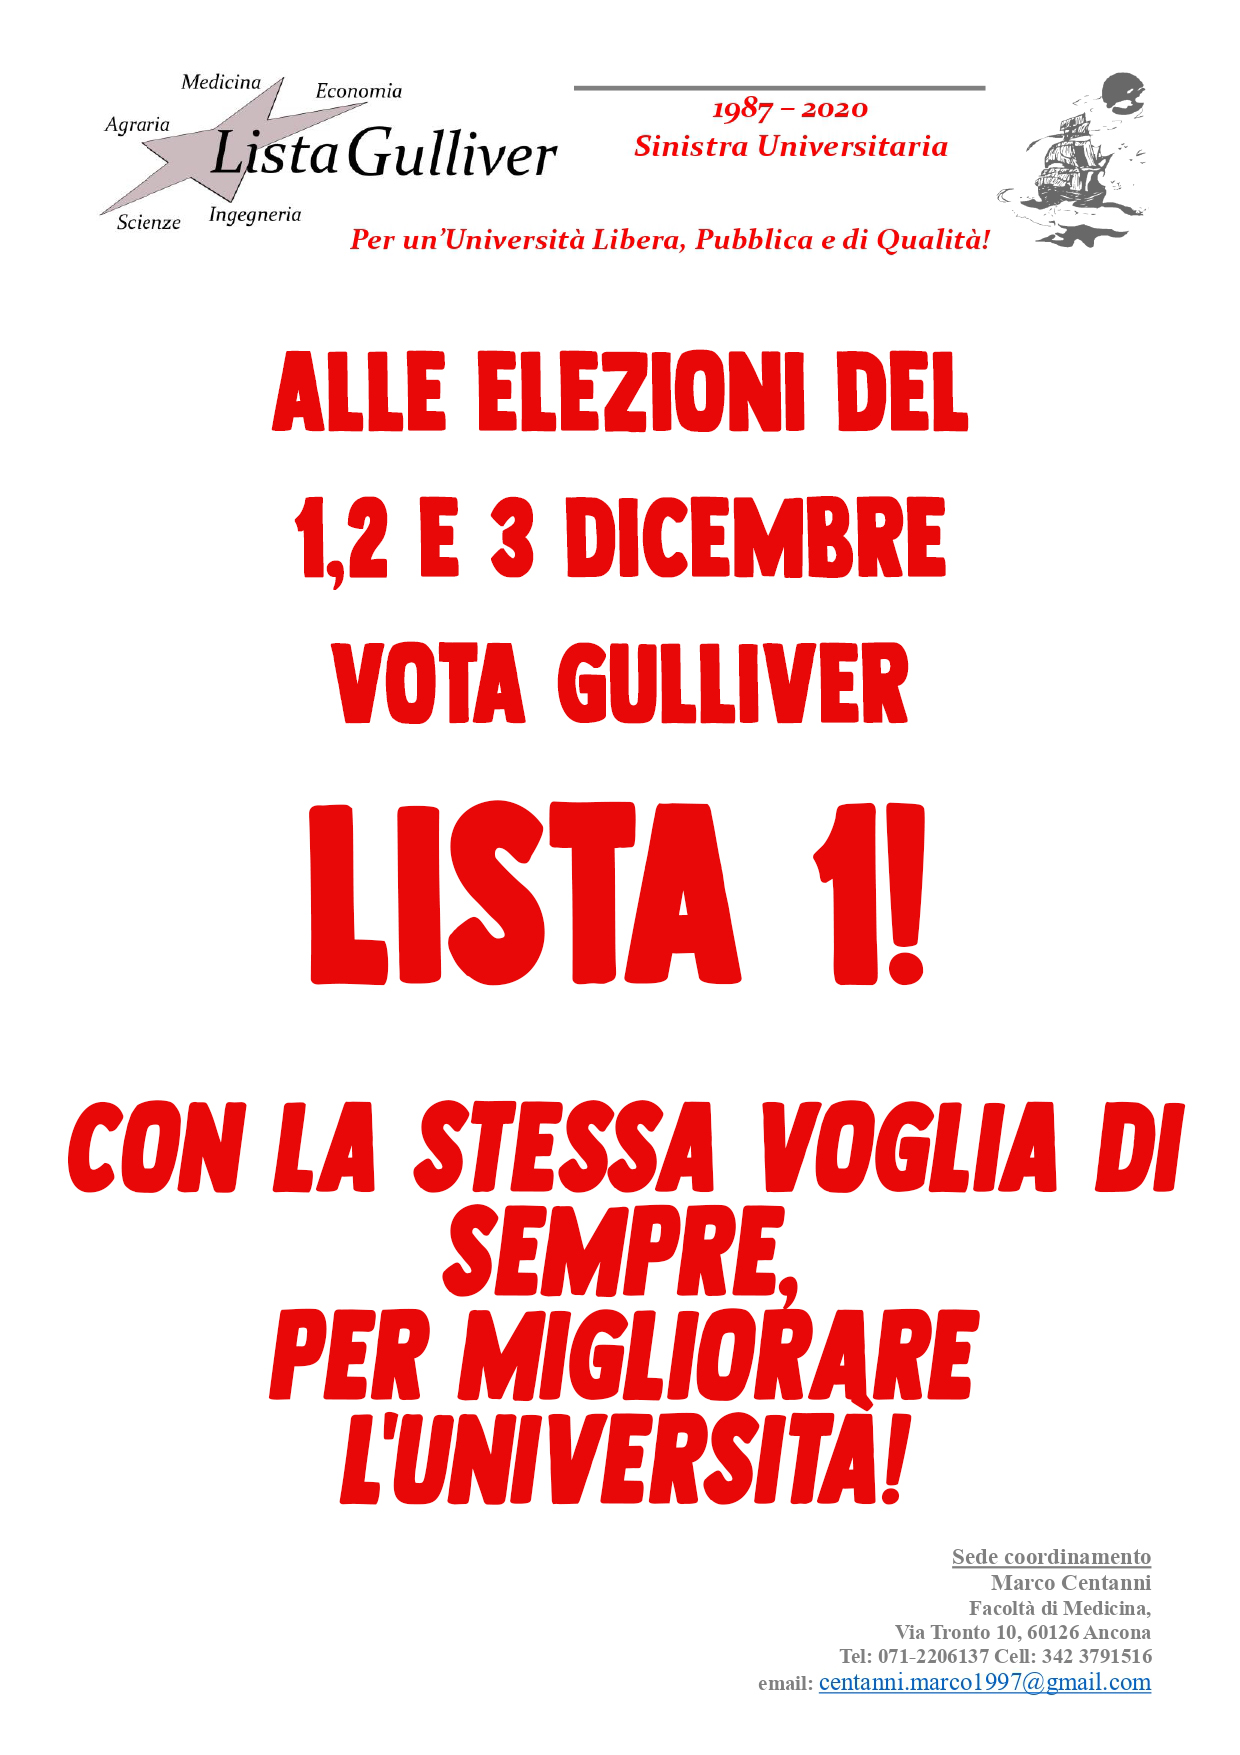 Medicina
Economia
Agraria
Lista Gulliver
Scienze
Ingegneria
1987 – 2020
Sinistra Universitaria
Per un'Università Libera, Pubblica e di Qualità!
ALLE ELEZIONI DEL
1,2 E 3 DICEMBRE
VOTA GULLIVER
LISTA 1!
CON LA STESSA VOGLIA DI
SEMPRE,
PER MIGLIORARE
L'UNIVERSITÀ!
Sede coordinamento
Marco Centanni
Facoltà di Medicina,
Via Tronto 10, 60126 Ancona
Tel: 071-2206137 Cell: 342 3791516
email: centanni.marco1997@gmail.com